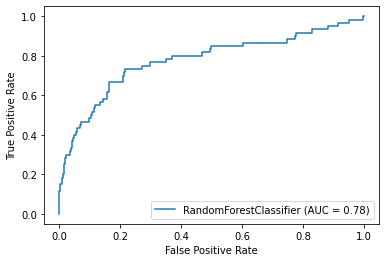 1.0
0.8
0.6
0.4
0.2
0.0
True Positive Rate
RandomForestClassifier (AUC = 0.78)
0.0 0.2 0.4 0.6 0.8 1.0
False Positive Rate